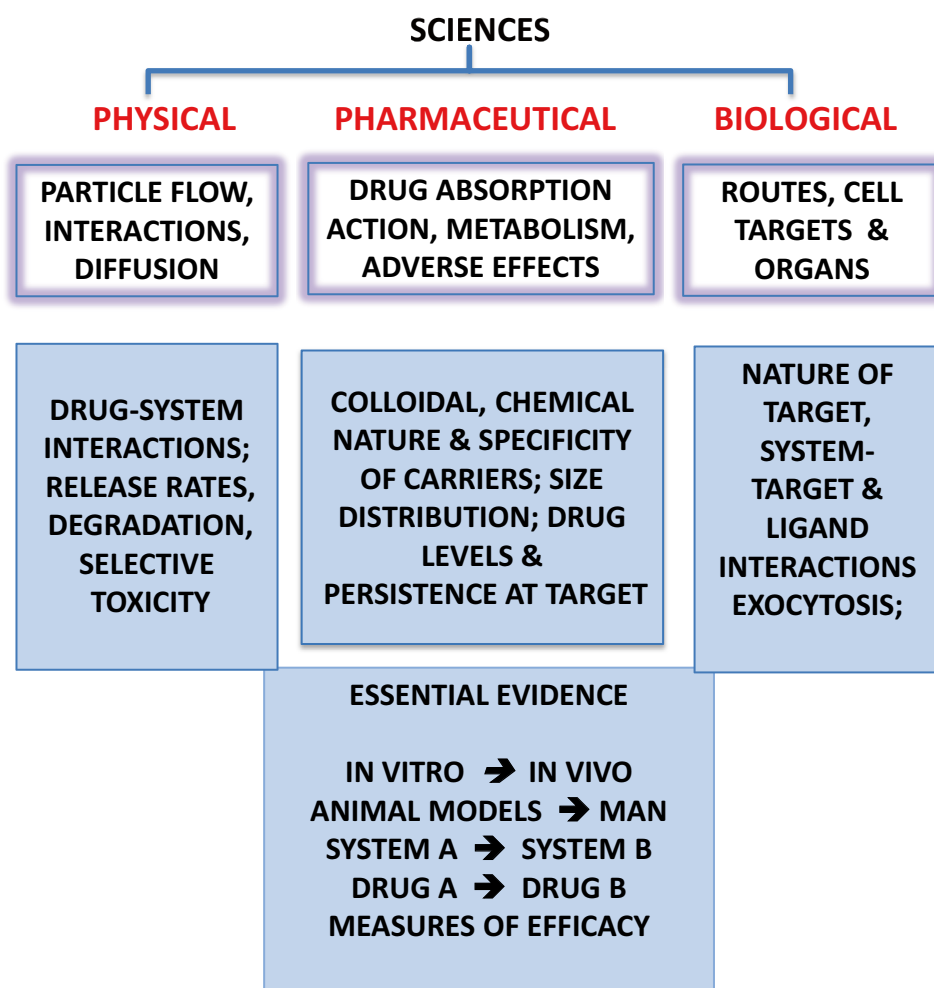 SCIENCES
PHYSICAL
PHARMACEUTICAL
BIOLOGICAL
PARTICLE FLOW,
INTERACTIONS,
DIFFUSION
DRUG ABSORPTION
ACTION, METABOLISM,
ADVERSE EFFECTS
ROUTES, CELL
TARGETS &
ORGANS
DRUG-SYSTEM
INTERACTIONS;
RELEASE RATES,
DEGRADATION,
SELECTIVE
TOXICITY
COLLOIDAL, CHEMICAL
NATURE & SPECIFICITY
OF CARRIERS; SIZE
DISTRIBUTION; DRUG
LEVELS &
PERSISTENCE AT TARGET
NATURE OF
TARGET,
SYSTEM-
TARGET &
LIGAND
INTERACTIONS
EXOCYTOSIS;
ESSENTIAL EVIDENCE
IN VITRO ➔ IN VIVO
ANIMAL MODELS ➔ MAN
SYSTEM A ➔ SYSTEM B
DRUG A ➔ DRUG B
MEASURES OF EFFICACY